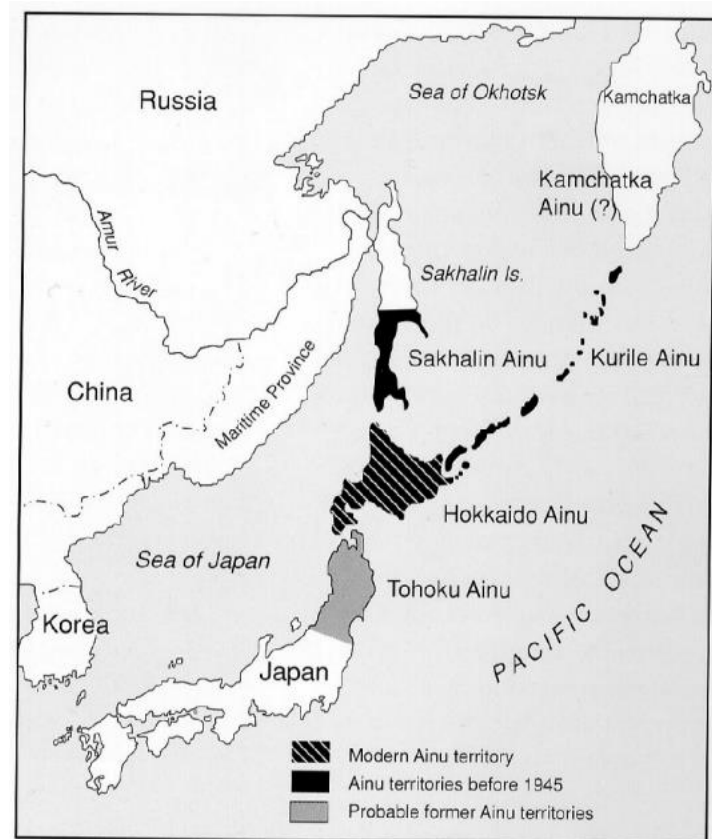 Russia
Sea of Okhotsk
Kamchatka
Kamchatka
Ainu (?)
Amur
River
Sakhalin Is.
China
Maritime Province
Sakhalin Ainu
Kurile Ainu
Hokkaido Ainu
Sea of Japan
Tohoku Ainu
Korea
PACIFIC OCEAN
Japan
Modern Ainu territory
Ainu territories before 1945
Probable former Ainu territories